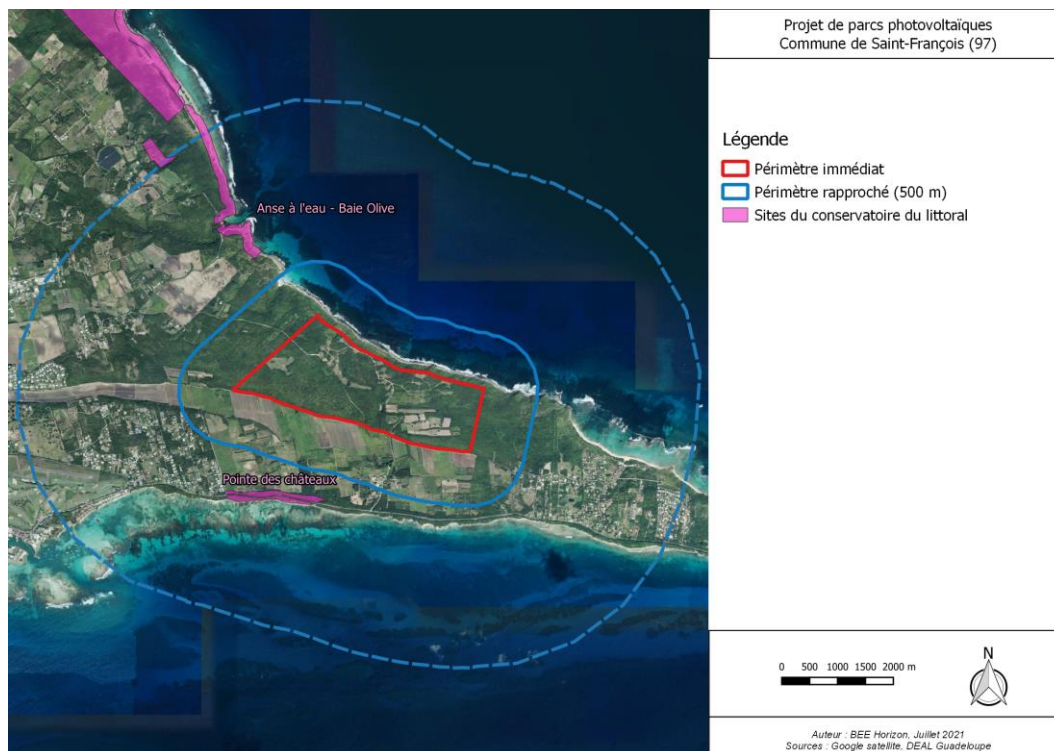 Projet de parcs photovoltaïques
Commune de Saint-François (97)
Légende
Périmètre immédiat
Périmètre rapproché (500 m)
Sites du conservatoire du littoral
Anse à l'eau - Baie Olive
Pointe des châteaux
0 500 1000 1500 2000 m
N
Auteur : BEE Horizon, Juillet 2021
Sources : Google satellite, DEAL Guadeloupe